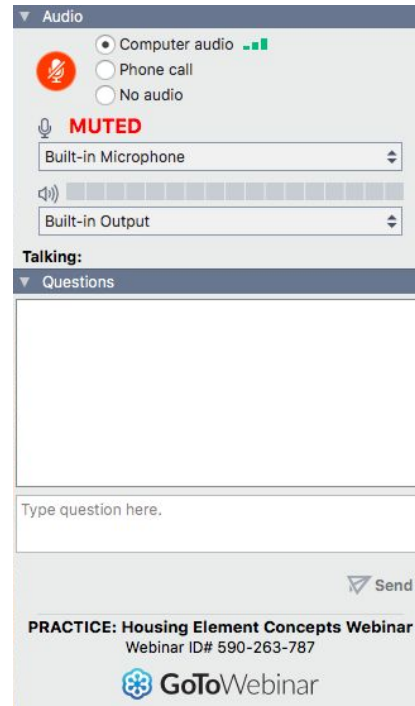 Audio
Computer audio
Phone call
No audio
MUTED
Built-in Microphone
Built-in Output
Talking:
Questions
Type question here.
Send
PRACTICE: Housing Element Concepts Webinar
Webinar ID# 590-263-787
GoToWebinar